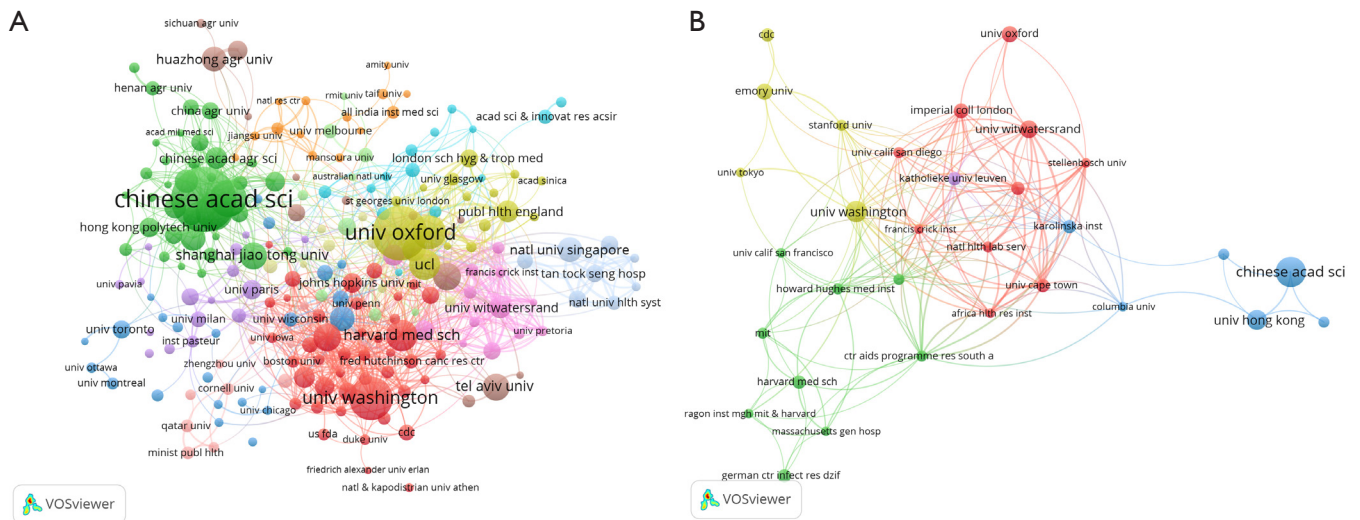 A
sichuan agr univ
huazhong agr univ
amity univ
henan agr univ
rmit univ
taif univ
natl res ctr
china agr univ
all india inst med sci
acad sci & innovat res acsir
acad mil med sci
jiangsu univ
univ melbourne
chinese acad agr sci
mansoura univ
london sch hyg & trop med
australian natl univ
univ glasgow
acad sinica
chinese acad sci
st georges univ london
publ hlth england
hong kong polytech univ
univ oxford
natl univ singapore
shanghai jiao tong univ
ucl
francis crick inst
tan tock seng hosp
univ pavia
univ paris
johns hopkins univ
mit
univ penn
univ witwatersrand
natl univ hlth syst
univ toronto
univ milan
univ wisconsin
univ pretoria
inst pasteur
univ iowa
harvard med sch
zhengzhou univ
boston univ
fred hutchinson canc res ctr
univ ottawa
univ montreal
cornell univ
tel aviv univ
univ washington
univ chicago
qatar univ
us fda
duke univ
cdc
minist publ hlth
friedrich alexander univ erlan
natl & kapodistrian univ athen
VOSviewer
B
cdc
univ oxford
emory univ
imperial coll london
stanford univ
univ witwatersrand
univ calif san diego
stellenbosch univ
univ tokyo
katholieke univ leuven
univ washington
francis crick inst
karolinska inst
natl hlth lab serv
univ calif san francisco
chinese acad sci
howard hughes med inst
univ cape town
columbia univ
africa hlth res inst
univ hong kong
mit
ctr aids programme res south a
harvard med sch
ragon inst mgh mit & harvard
massachusetts gen hosp
german ctr infect res dzif
VOSviewer